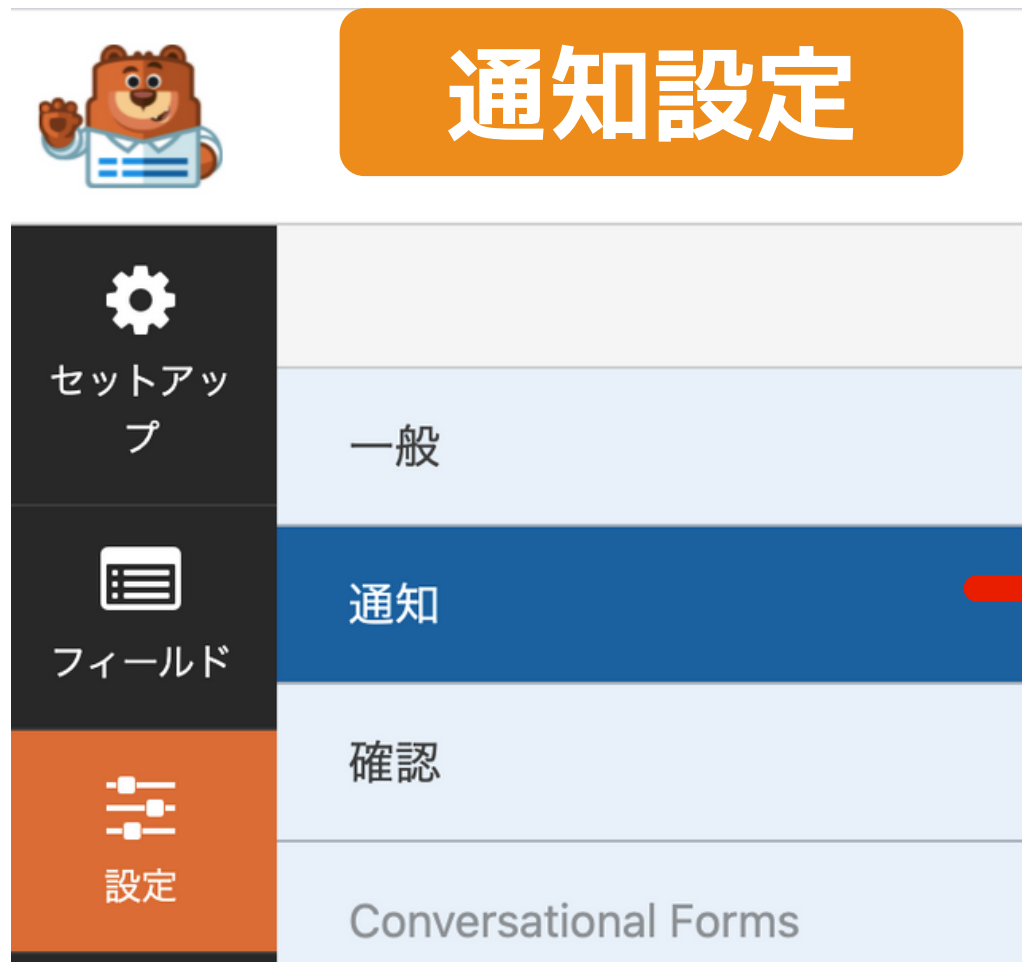 通知設定
セットアッ
プ
フィールド
設定
一般
通知
確認
Conversational Forms